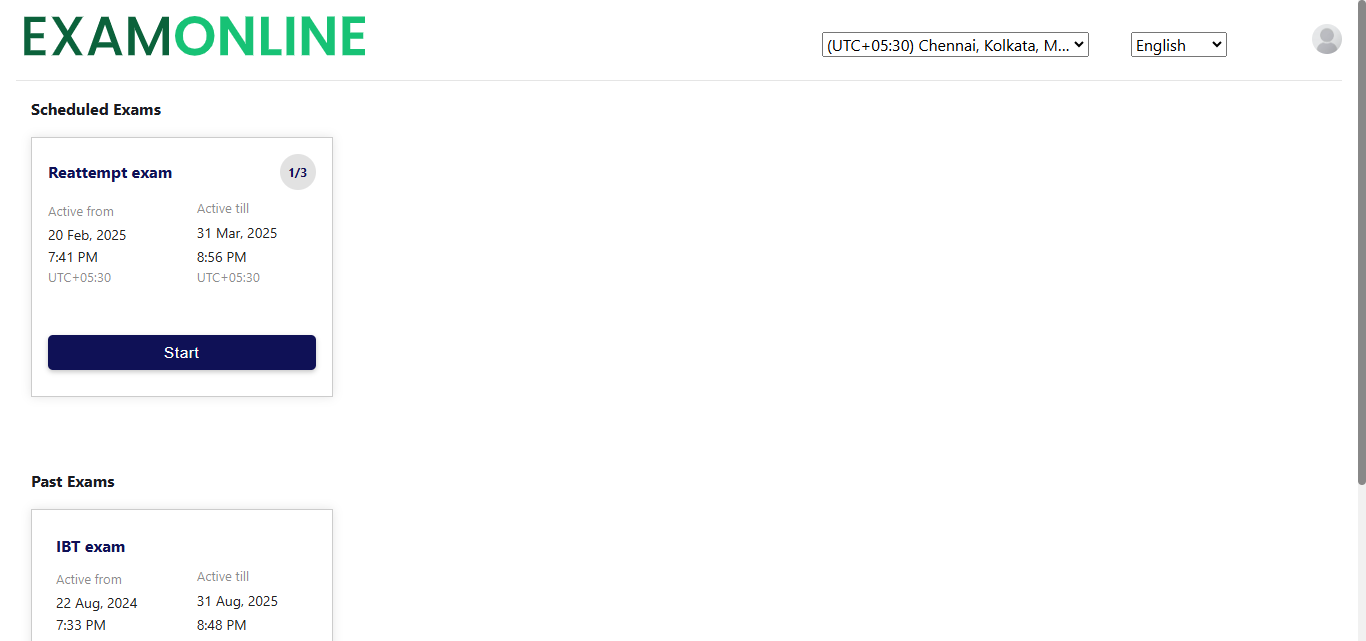 EXAMONLINE
(UTC+05:30) Chennai, Kolkata, M...
English
Scheduled Exams
Reattempt exam
1/3
Active from
Active till
20 Feb, 2025
31 Mar, 2025
7:41 PM
8:56 PM
UTC+05:30
UTC+05:30
Start
Past Exams
IBT exam
Active from
Active till
22 Aug, 2024
31 Aug, 2025
7:33 PM
8:48 PM